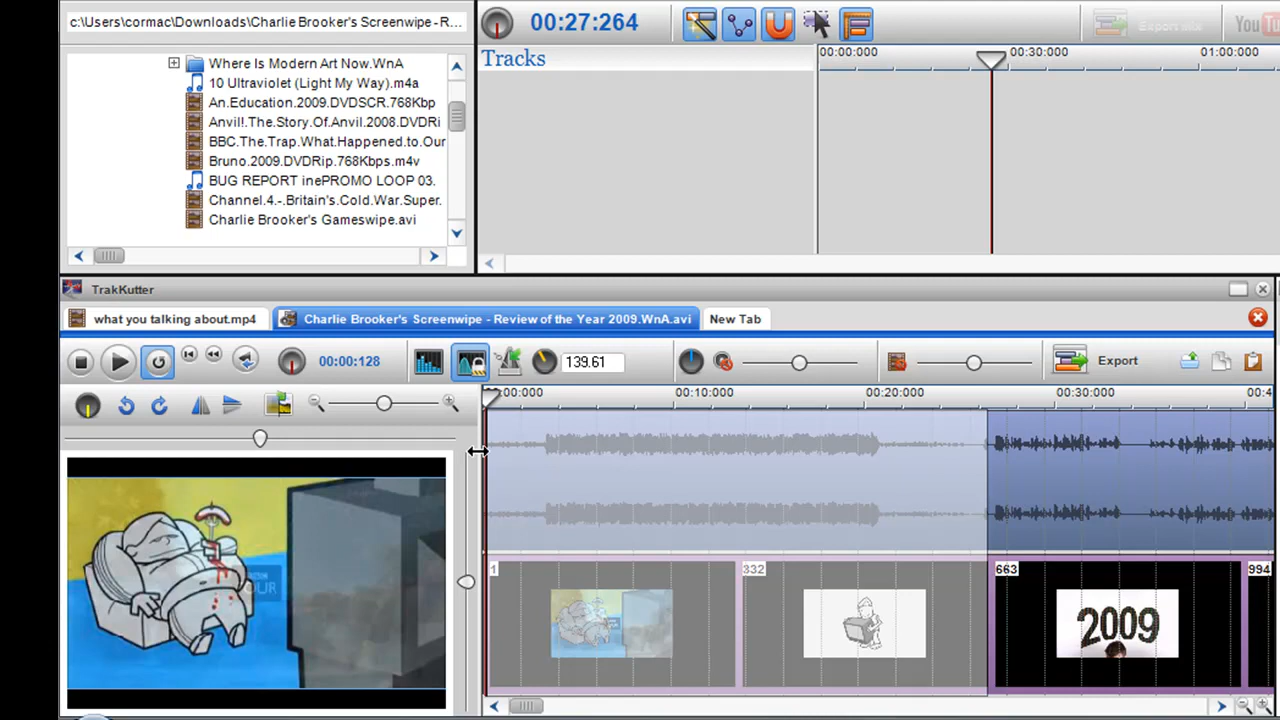 c:\Users\cormac\Downloads\Charlie Brooker's Screenwipe - R...
00:27:264
Export mix
You
Where Is Modern Art Now.WnA
10 Ultraviolet (Light My Way).m4a
An.Education.2009.DVDSCR.768Kbp
Anvil!.The.Story.Of.Anvil.2008.DVDRi
BBC.The.Trap.What.Happened.to.Our
Bruno.2009.DVDRip.768Kbps.m4v
BUG REPORT inePROMO LOOP 03.
Channel.4.-.Britain's.Cold.War.Super.
Charlie Brooker's Gameswipe.avi
Tracks
00:00:000
00:30:000
01:00:000
TrakKutter
what you talking about.mp4
Charlie Brooker's Screenwipe - Review of the Year 2009.WnA.avi
New Tab
00:00:128
139.61
Export
00:000
00:10:000
00:20:000
00:30:000
00:4
1
332
663
994
2009